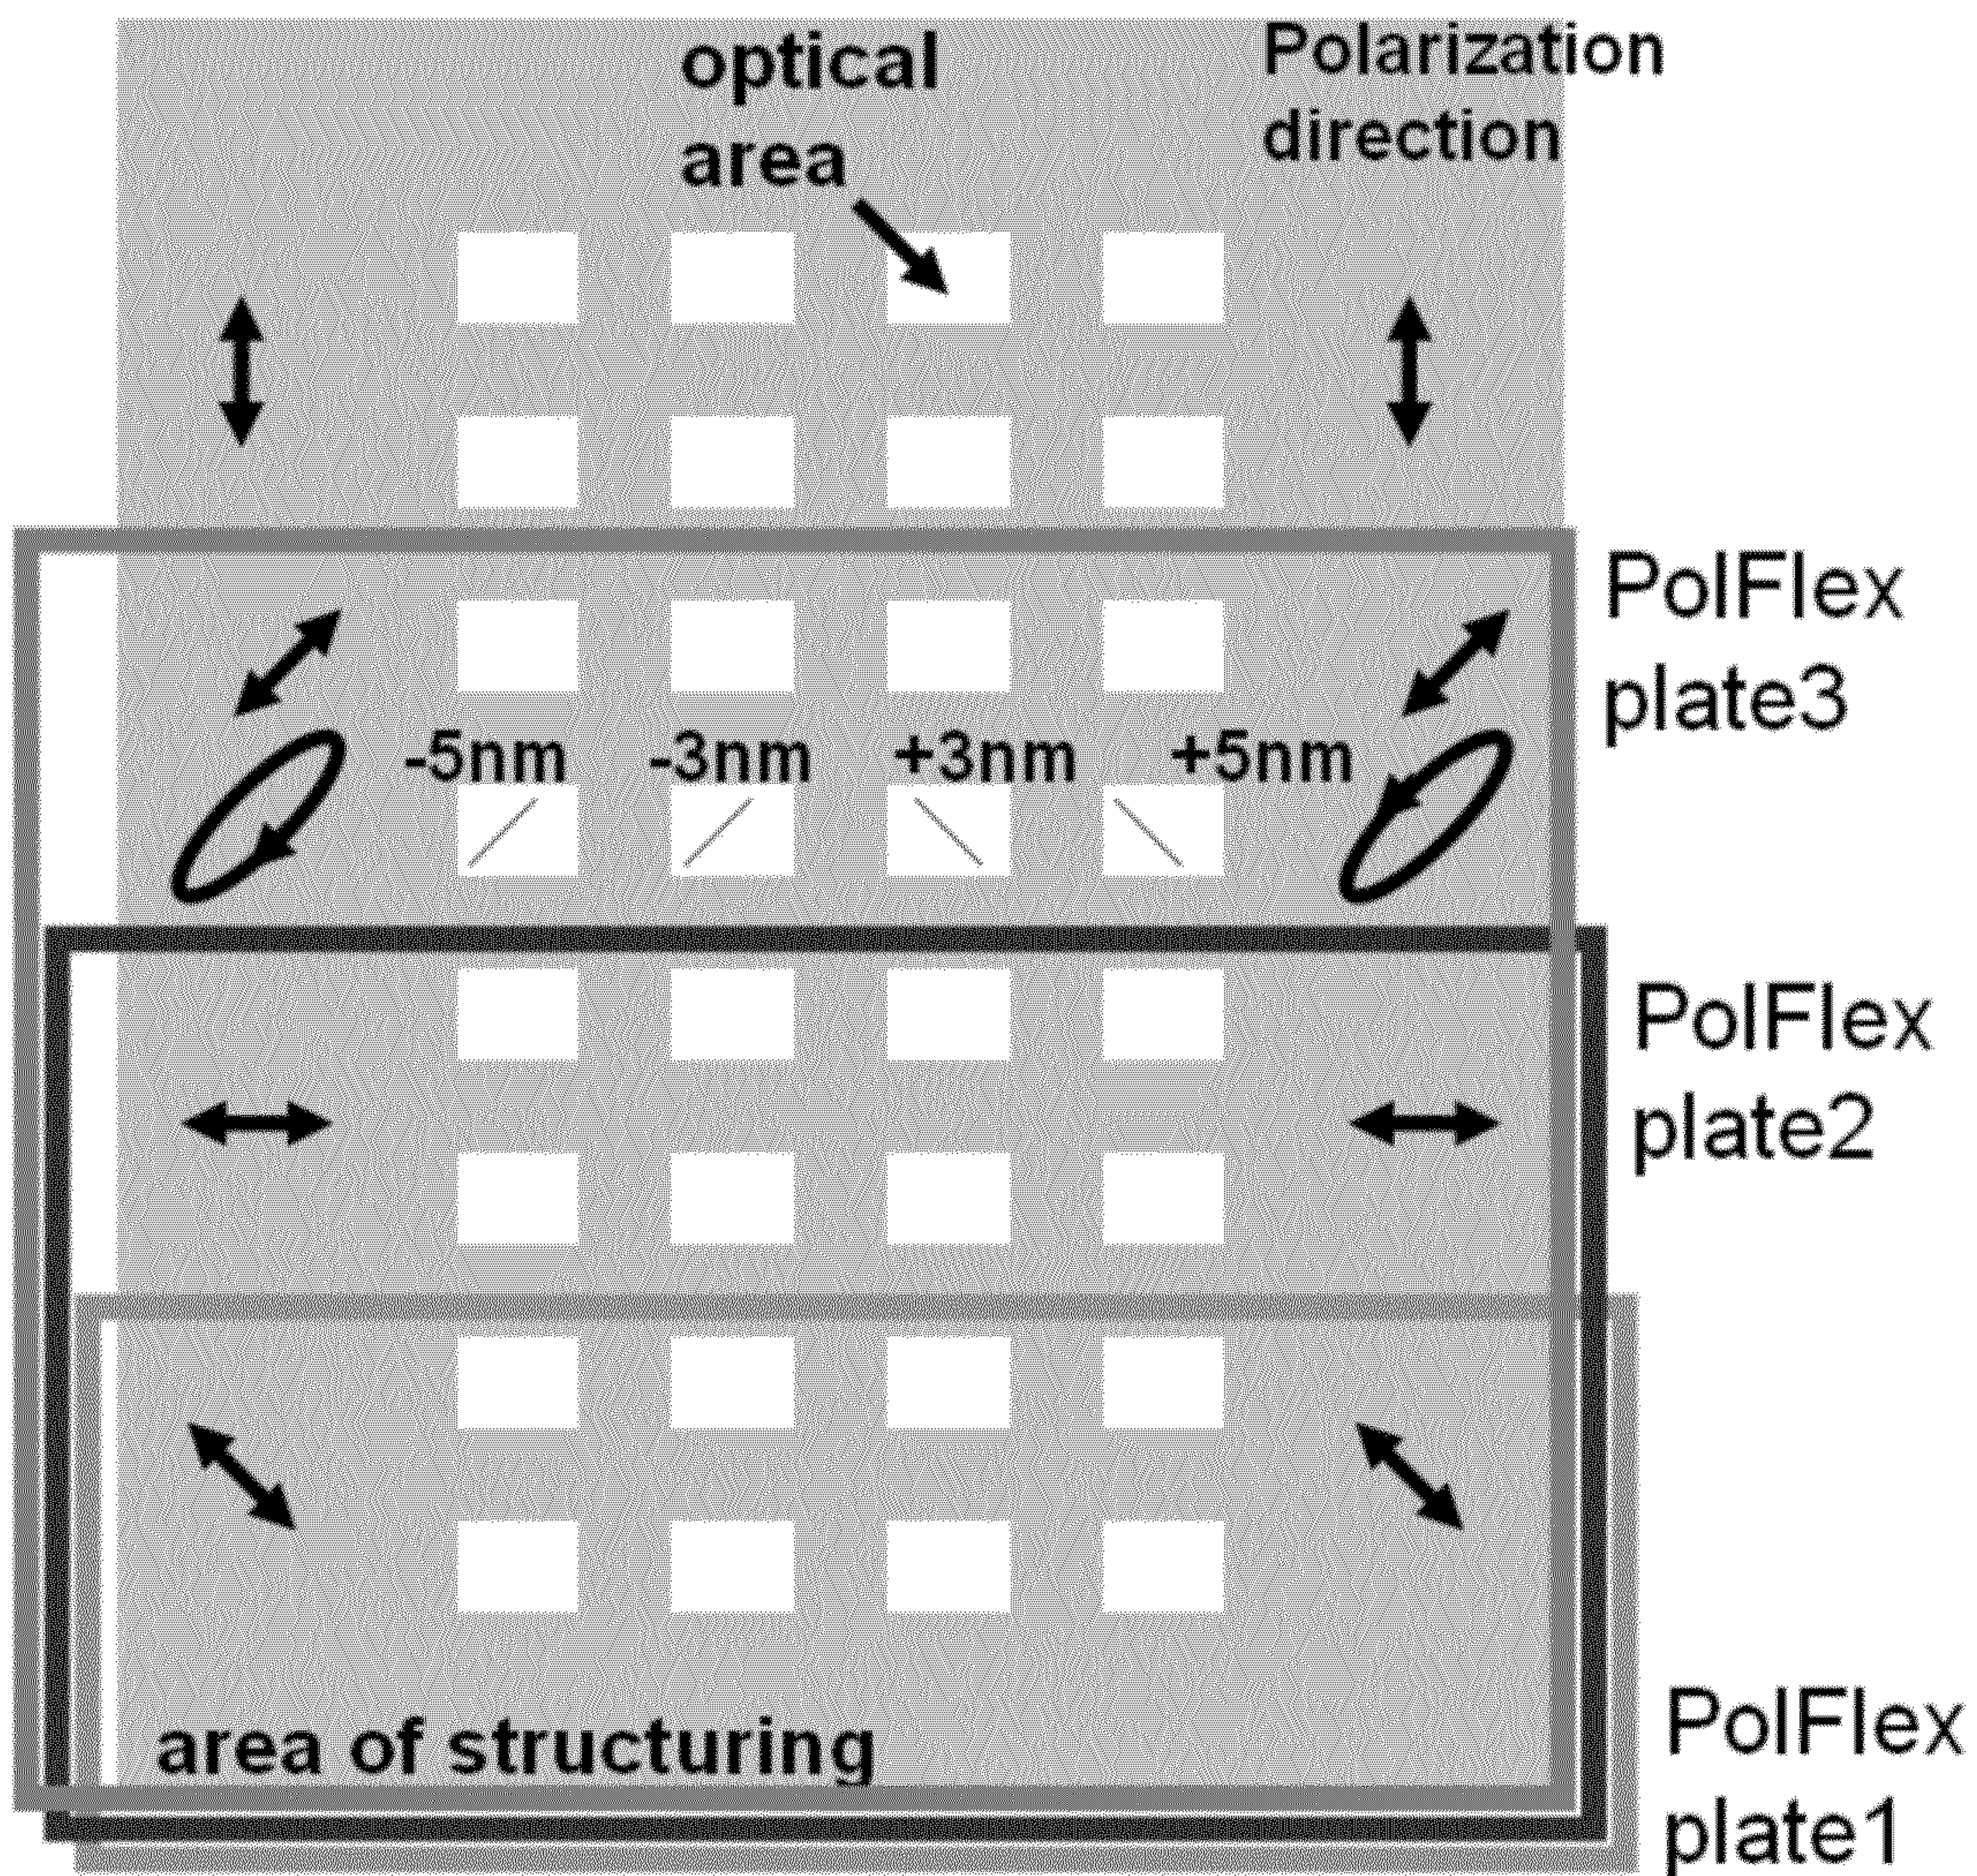 optical
area
Polarization
direction
PolFlex
plate3
-5nm -3nm +3nm +5nm
PolFlex
plate2
area of structuring
PolFlex
plate1